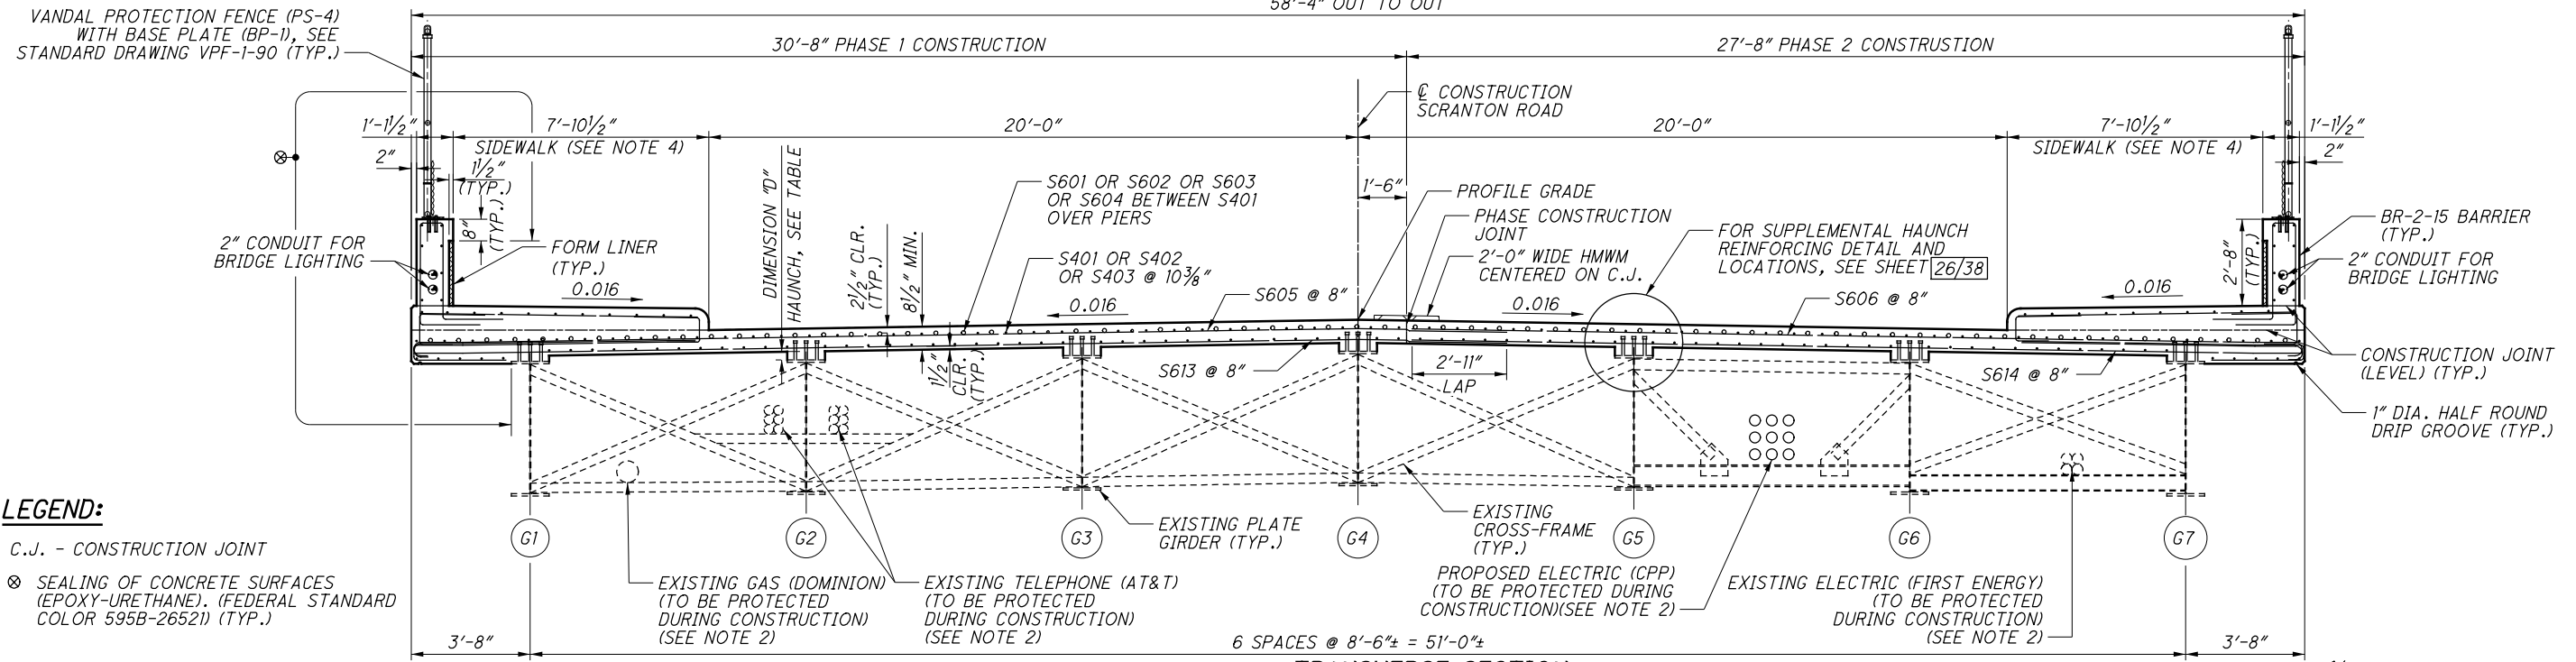 58'-4" OUT TO OUT
VANDAL PROTECTION FENCE (PS-4)
WITH BASE PLATE (BP-1), SEE
STANDARD DRAWING VPF-1-90 (TYP.)
30'-8" PHASE 1 CONSTRUCTION
27'-8" PHASE 2 CONSTRUSTION
℄ CONSTRUCTION
SCRANTON ROAD
1'-1½"
7'-10½"
SIDEWALK (SEE NOTE 4)
20'-0"
20'-0"
7'-10½"
SIDEWALK (SEE NOTE 4)
1'-1½"
2"
2"
1½"
(TYP.)
8"
(TYP.)
DIMENSION "D"
HAUNCH, SEE TABLE
S601 OR S602 OR S603
OR S604 BETWEEN S401
OVER PIERS
1'-6"
PROFILE GRADE
PHASE CONSTRUCTION
JOINT
2'-0" WIDE HMWM
CENTERED ON C.J.
FOR SUPPLEMENTAL HAUNCH
REINFORCING DETAIL AND
LOCATIONS, SEE SHEET 26/38
BR-2-15 BARRIER
(TYP.)
2'-8"
(TYP.)
2" CONDUIT FOR
BRIDGE LIGHTING
2" CONDUIT FOR
BRIDGE LIGHTING
FORM LINER
(TYP.)
2½" CLR.
(TYP.)
8½" MIN.
S401 OR S402
OR S403 @ 10⅜"
0.016
S605 @ 8"
0.016
0.016
S606 @ 8"
0.016
1½"
CLR.
(TYP.)
S613 @ 8"
2'-11"
LAP
S614 @ 8"
CONSTRUCTION JOINT
(LEVEL) (TYP.)
1" DIA. HALF ROUND
DRIP GROOVE (TYP.)
LEGEND:
C.J. - CONSTRUCTION JOINT
⊗ SEALING OF CONCRETE SURFACES
(EPOXY-URETHANE). (FEDERAL STANDARD
COLOR 595B-26521) (TYP.)
G1
G2
G3
G4
G5
G6
G7
EXISTING PLATE
GIRDER (TYP.)
EXISTING
CROSS-FRAME
(TYP.)
EXISTING GAS (DOMINION)
(TO BE PROTECTED
DURING CONSTRUCTION)
(SEE NOTE 2)
EXISTING TELEPHONE (AT&T)
(TO BE PROTECTED
DURING CONSTRUCTION)
(SEE NOTE 2)
PROPOSED ELECTRIC (CPP)
(TO BE PROTECTED DURING
CONSTRUCTION)(SEE NOTE 2)
EXISTING ELECTRIC (FIRST ENERGY)
(TO BE PROTECTED
DURING CONSTRUCTION)
(SEE NOTE 2)
3'-8"
6 SPACES @ 8'-6"± = 51'-0"±
3'-8"
TRANSVERSE SECTION